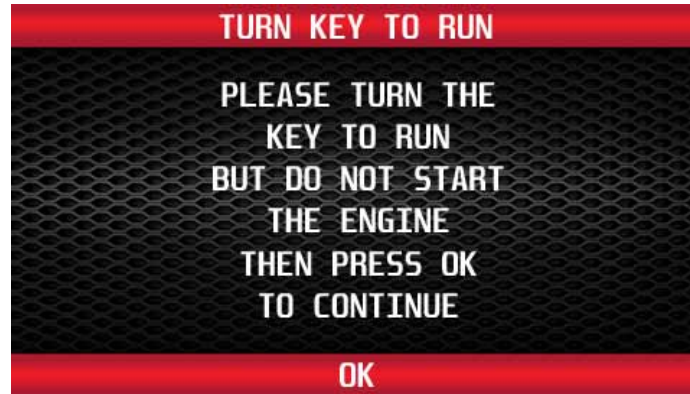 TURN KEY TO RUN
PLEASE TURN THE
KEY TO RUN
BUT DO NOT START
THE ENGINE
THEN PRESS OK
TO CONTINUE
OK